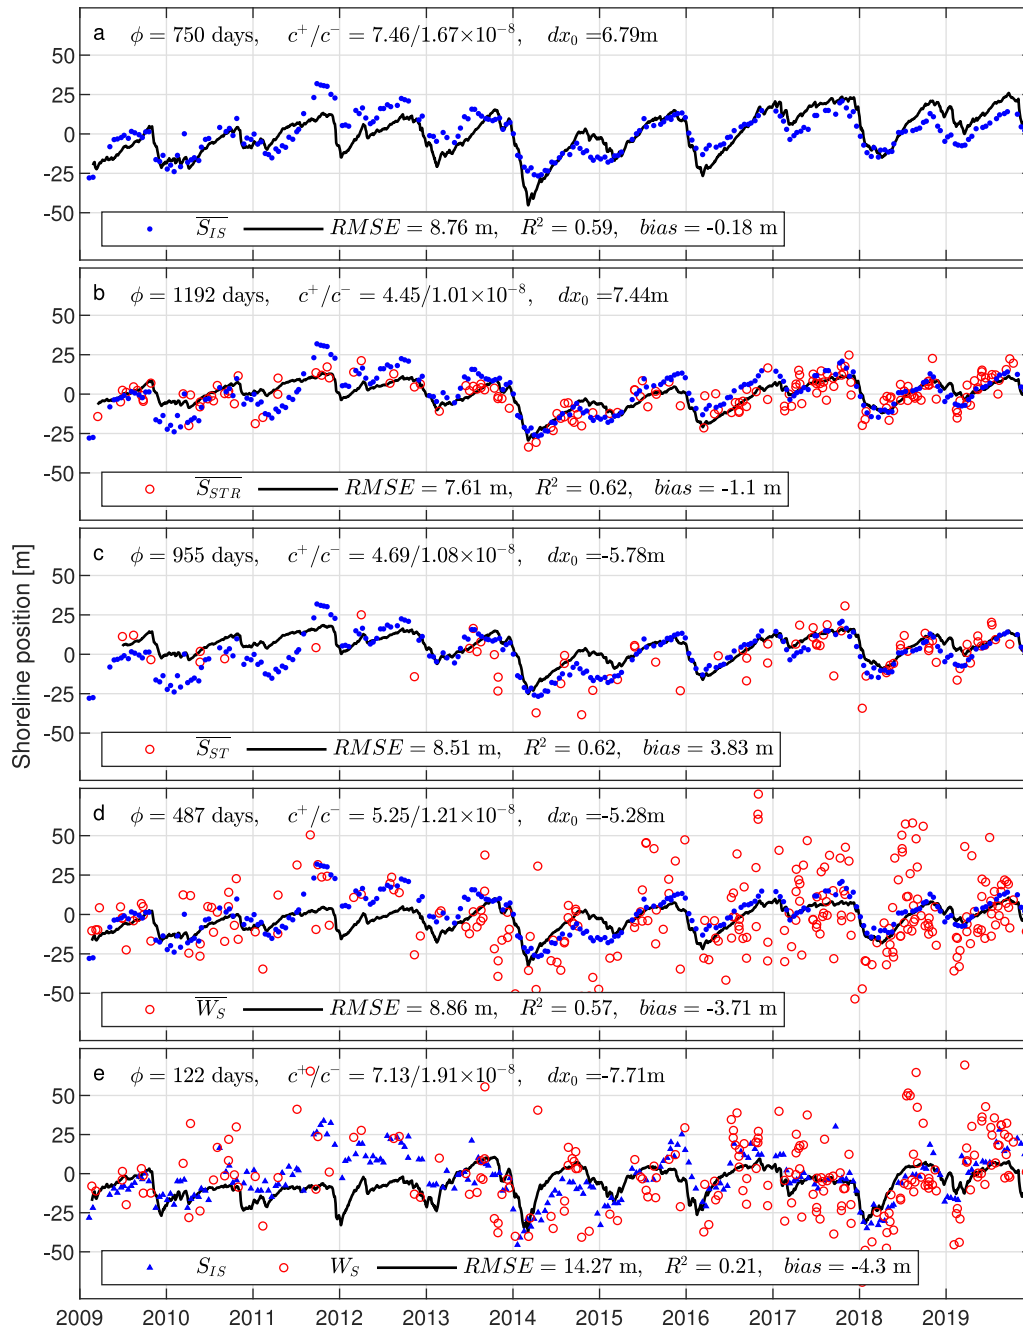 Shoreline position [m]
a ϕ = 750 days, c⁺/c⁻ = 7.46/1.67×10⁻⁸, dx₀ =6.79m
50
25
0
-25
-50
S_IS RMSE = 8.76 m, R² = 0.59, bias = -0.18 m
b ϕ = 1192 days, c⁺/c⁻ = 4.45/1.01×10⁻⁸, dx₀ =7.44m
50
25
0
-25
-50
S_STR RMSE = 7.61 m, R² = 0.62, bias = -1.1 m
c ϕ = 955 days, c⁺/c⁻ = 4.69/1.08×10⁻⁸, dx₀ =-5.78m
50
25
0
-25
-50
S_ST RMSE = 8.51 m, R² = 0.62, bias = 3.83 m
d ϕ = 487 days, c⁺/c⁻ = 5.25/1.21×10⁻⁸, dx₀ =-5.28m
50
25
0
-25
-50
W_S RMSE = 8.86 m, R² = 0.57, bias = -3.71 m
e ϕ = 122 days, c⁺/c⁻ = 7.13/1.91×10⁻⁸, dx₀ =-7.71m
50
25
0
-25
-50
S_IS W_S RMSE = 14.27 m, R² = 0.21, bias = -4.3 m
2009 2010 2011 2012 2013 2014 2015 2016 2017 2018 2019